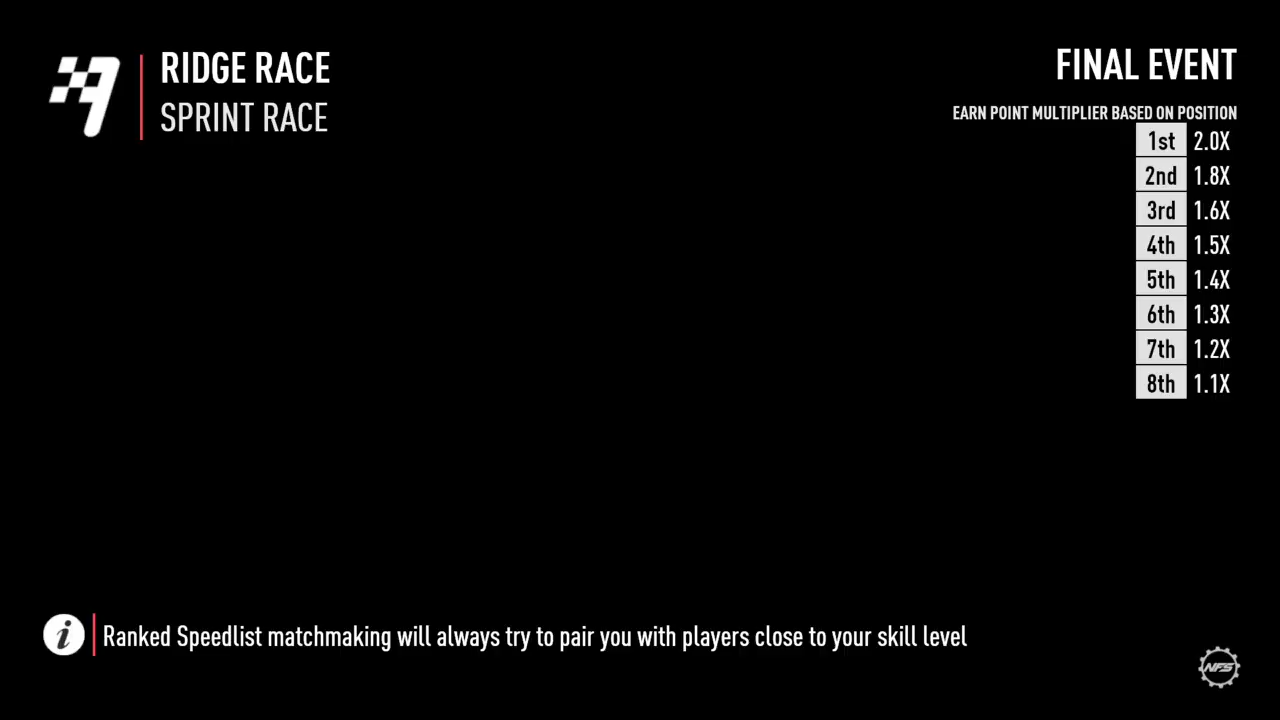 RIDGE RACE
SPRINT RACE
FINAL EVENT
EARN POINT MULTIPLIER BASED ON POSITION
1st 2.0X
2nd 1.8X
3rd 1.6X
4th 1.5X
5th 1.4X
6th 1.3X
7th 1.2X
8th 1.1X
i Ranked Speedlist matchmaking will always try to pair you with players close to your skill level
NFS